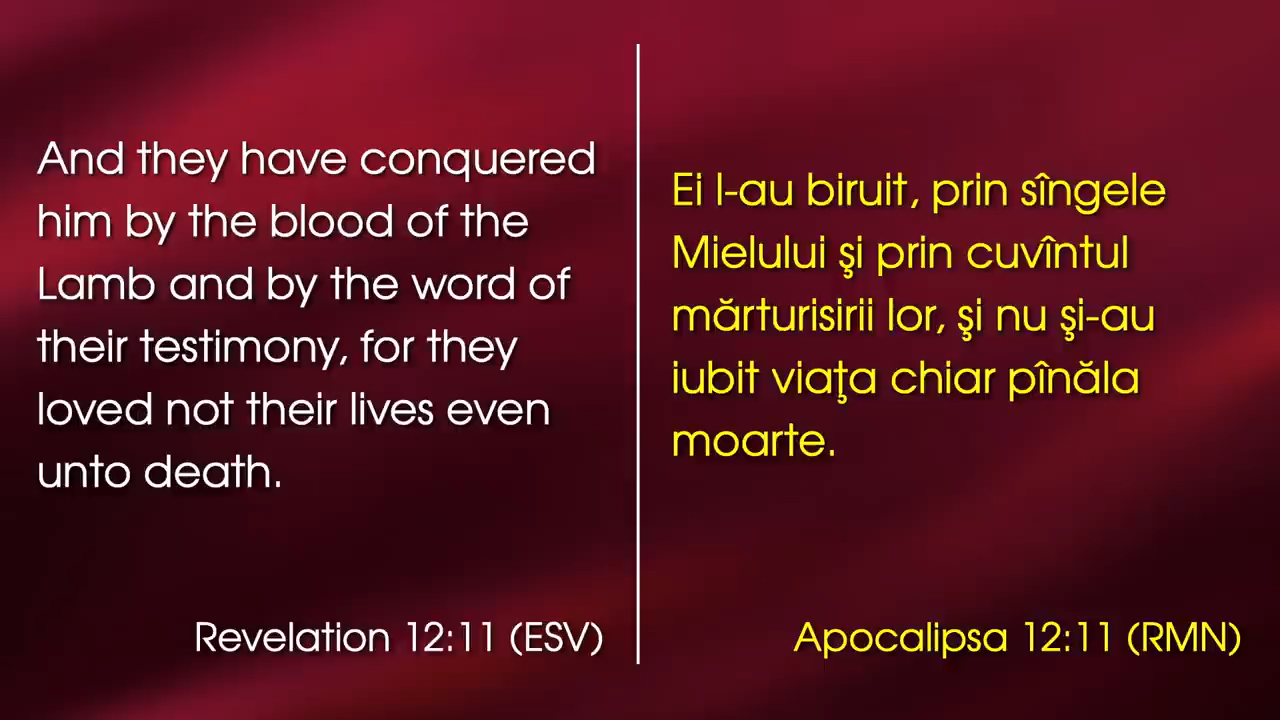 And they have conquered
him by the blood of the
Lamb and by the word of
their testimony, for they
loved not their lives even
unto death.
Revelation 12:11 (ESV)
Ei l-au biruit, prin sîngele
Mielului şi prin cuvîntul
mărturisirii lor, şi nu şi-au
iubit viaţa chiar pînăla
moarte.
Apocalipsa 12:11 (RMN)